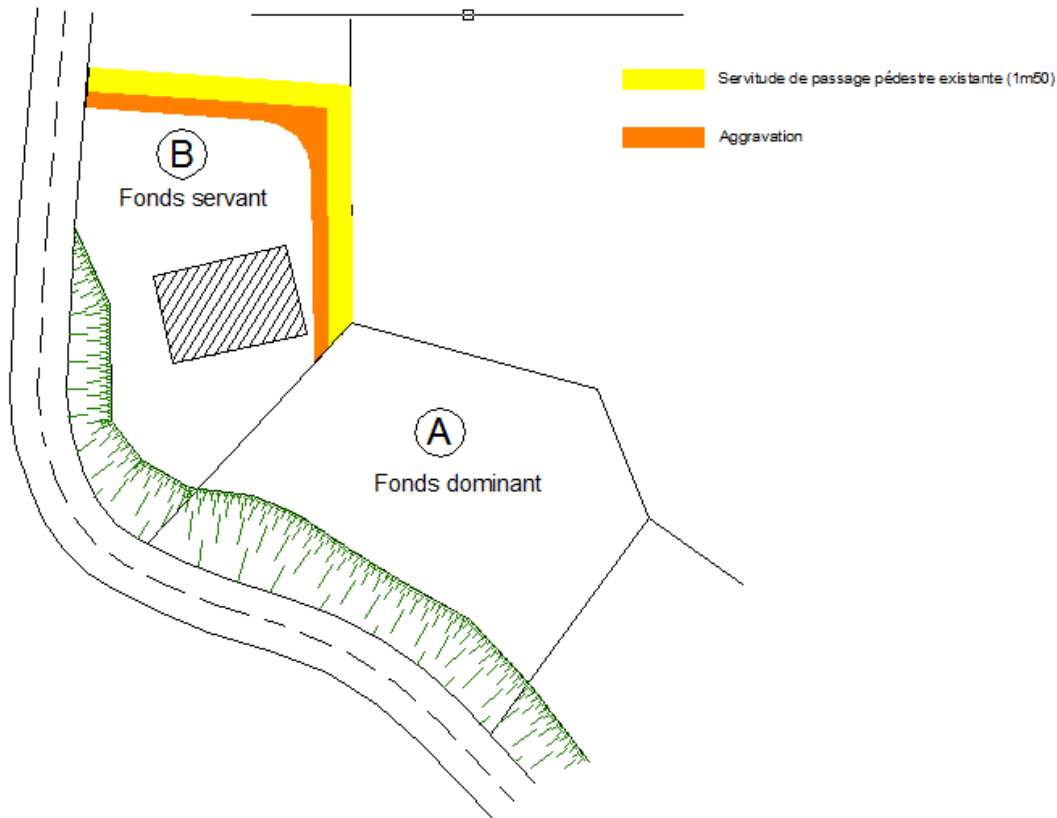 Servitude de passage pédestre existante (1m50)
Aggravation
B
Fonds servant
A
Fonds dominant